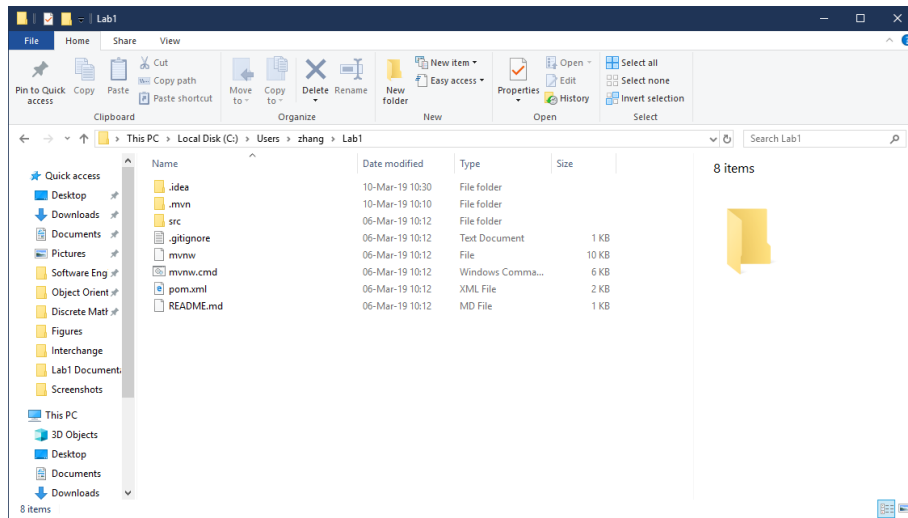 Lab1
File Home Share View
Pin to Quick access Copy Paste Cut Copy path Paste shortcut Move to Copy to Delete Rename New folder New item Easy access Properties Open Edit History Select all Select none Invert selection
Clipboard Organize New Open Select
This PC > Local Disk (C:) > Users > zhang > Lab1 Search Lab1
Name Date modified Type Size
.idea 10-Mar-19 10:30 File folder
.mvn 10-Mar-19 10:10 File folder
src 06-Mar-19 10:12 File folder
.gitignore 06-Mar-19 10:12 Text Document 1 KB
mvnw 06-Mar-19 10:12 File 10 KB
mvnw.cmd 06-Mar-19 10:12 Windows Comma... 6 KB
pom.xml 06-Mar-19 10:12 XML File 2 KB
README.md 06-Mar-19 10:12 MD File 1 KB
8 items
Quick access
Desktop
Downloads
Documents
Pictures
Software Eng
Object Orient
Discrete Mat
Figures
Interchange
Lab1 Document
Screenshots
This PC
3D Objects
Desktop
Documents
Downloads
8 items